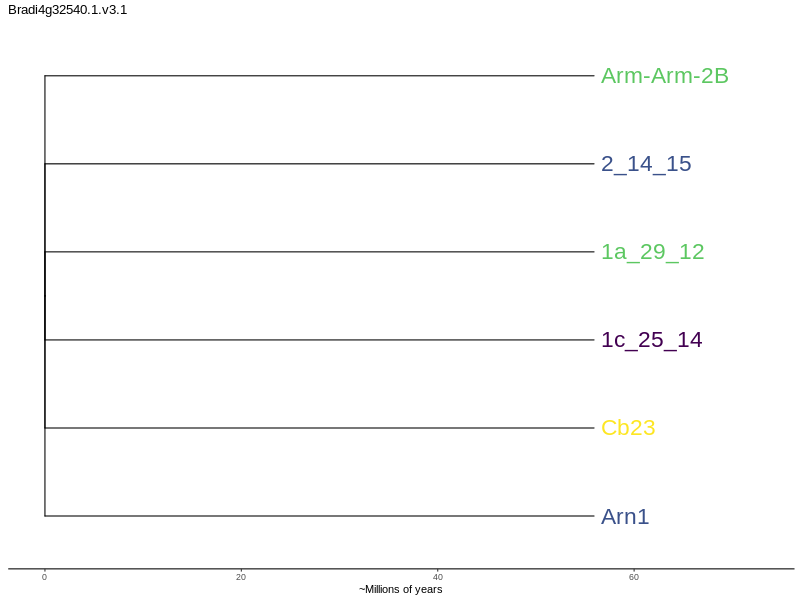 Bradi4g32540.1.v3.1
Arm-Arm-2B
2_14_15
1a_29_12
1c_25_14
Cb23
Arn1
0 20 40 60
~Millions of years